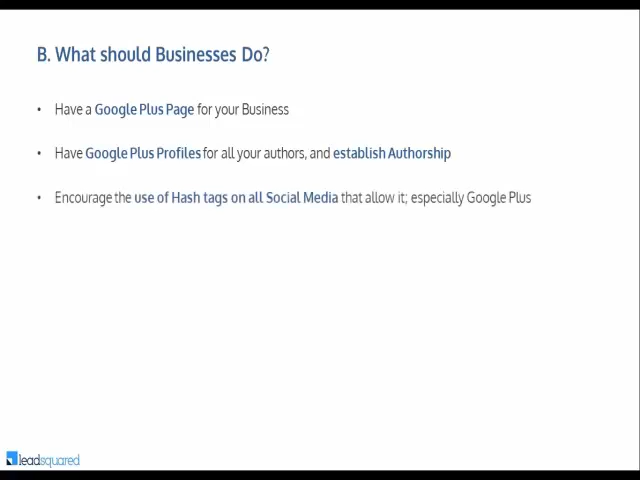 B. What should Businesses Do?
• Have a Google Plus Page for your Business
• Have Google Plus Profiles for all your authors, and establish Authorship
• Encourage the use of Hash tags on all Social Media that allow it; especially Google Plus
leadsquared